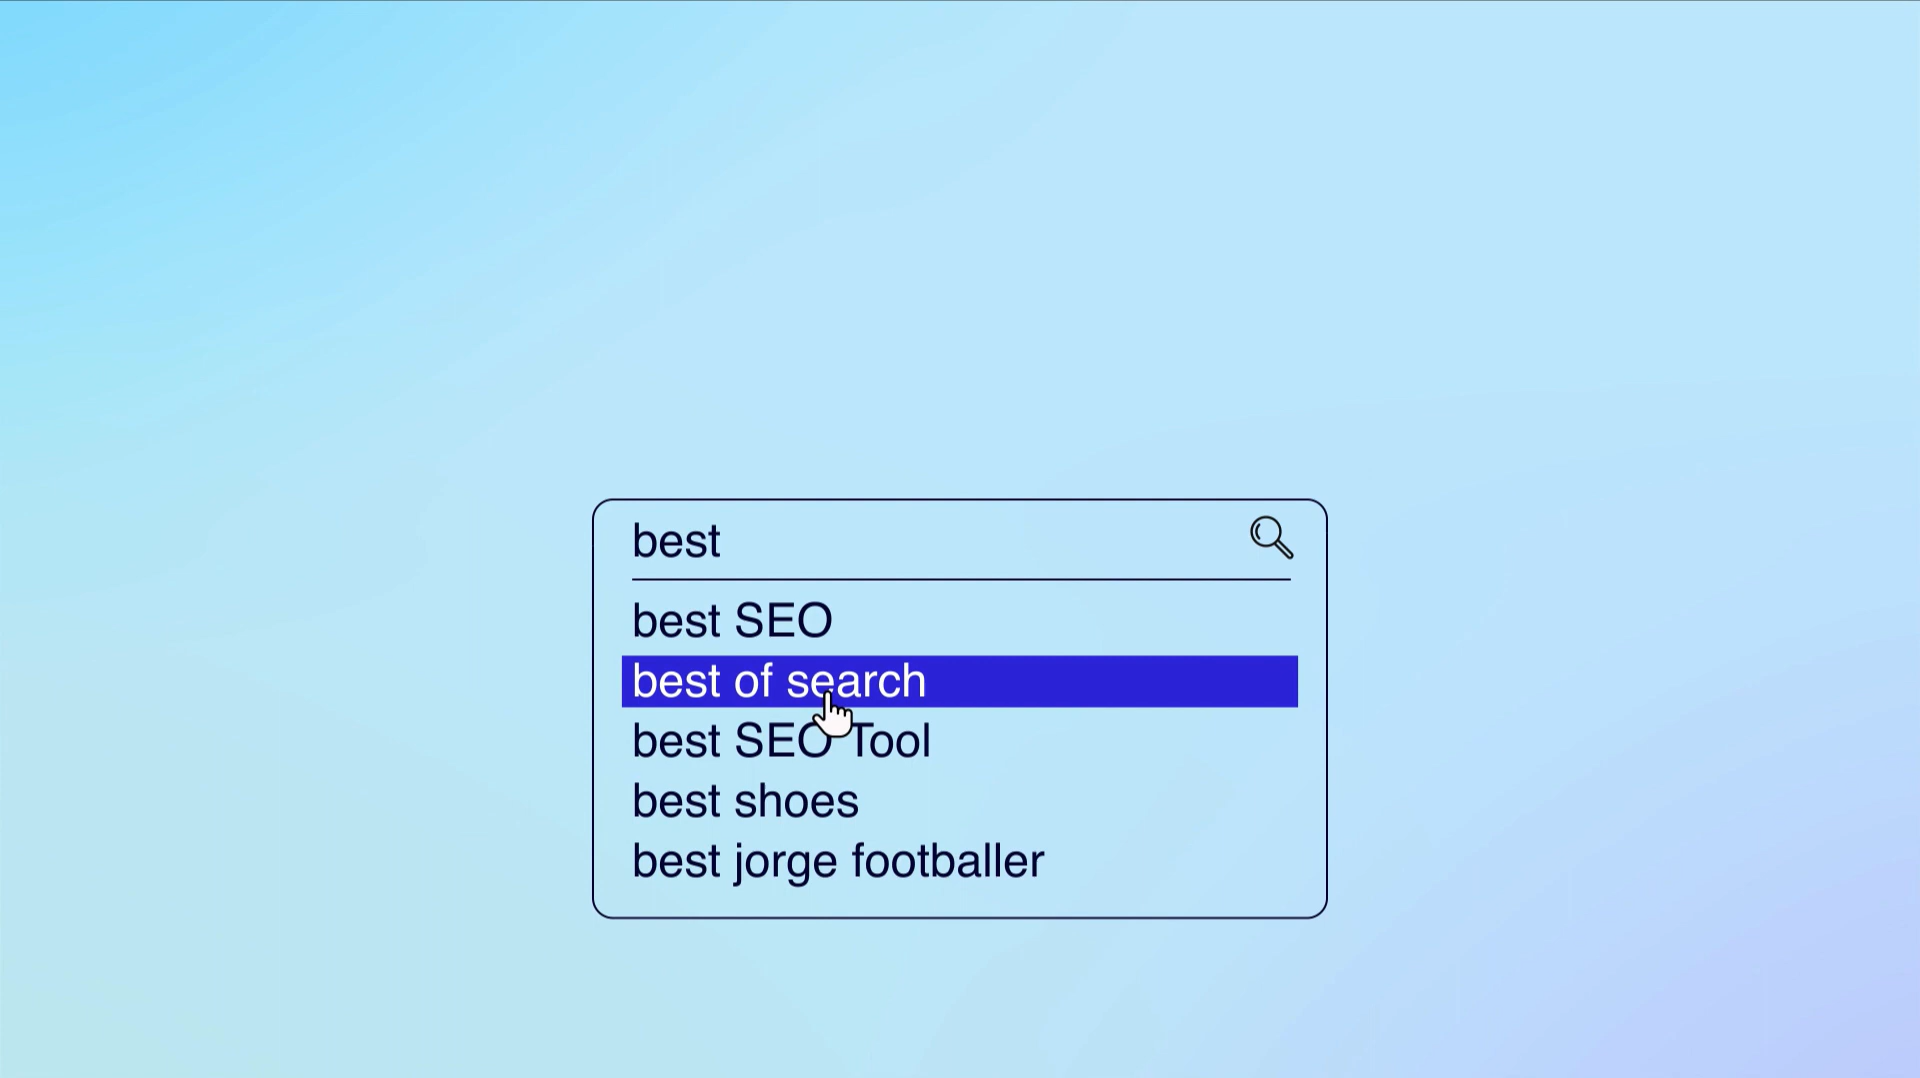 best
best SEO
best of search
best SEO Tool
best shoes
best jorge footballer